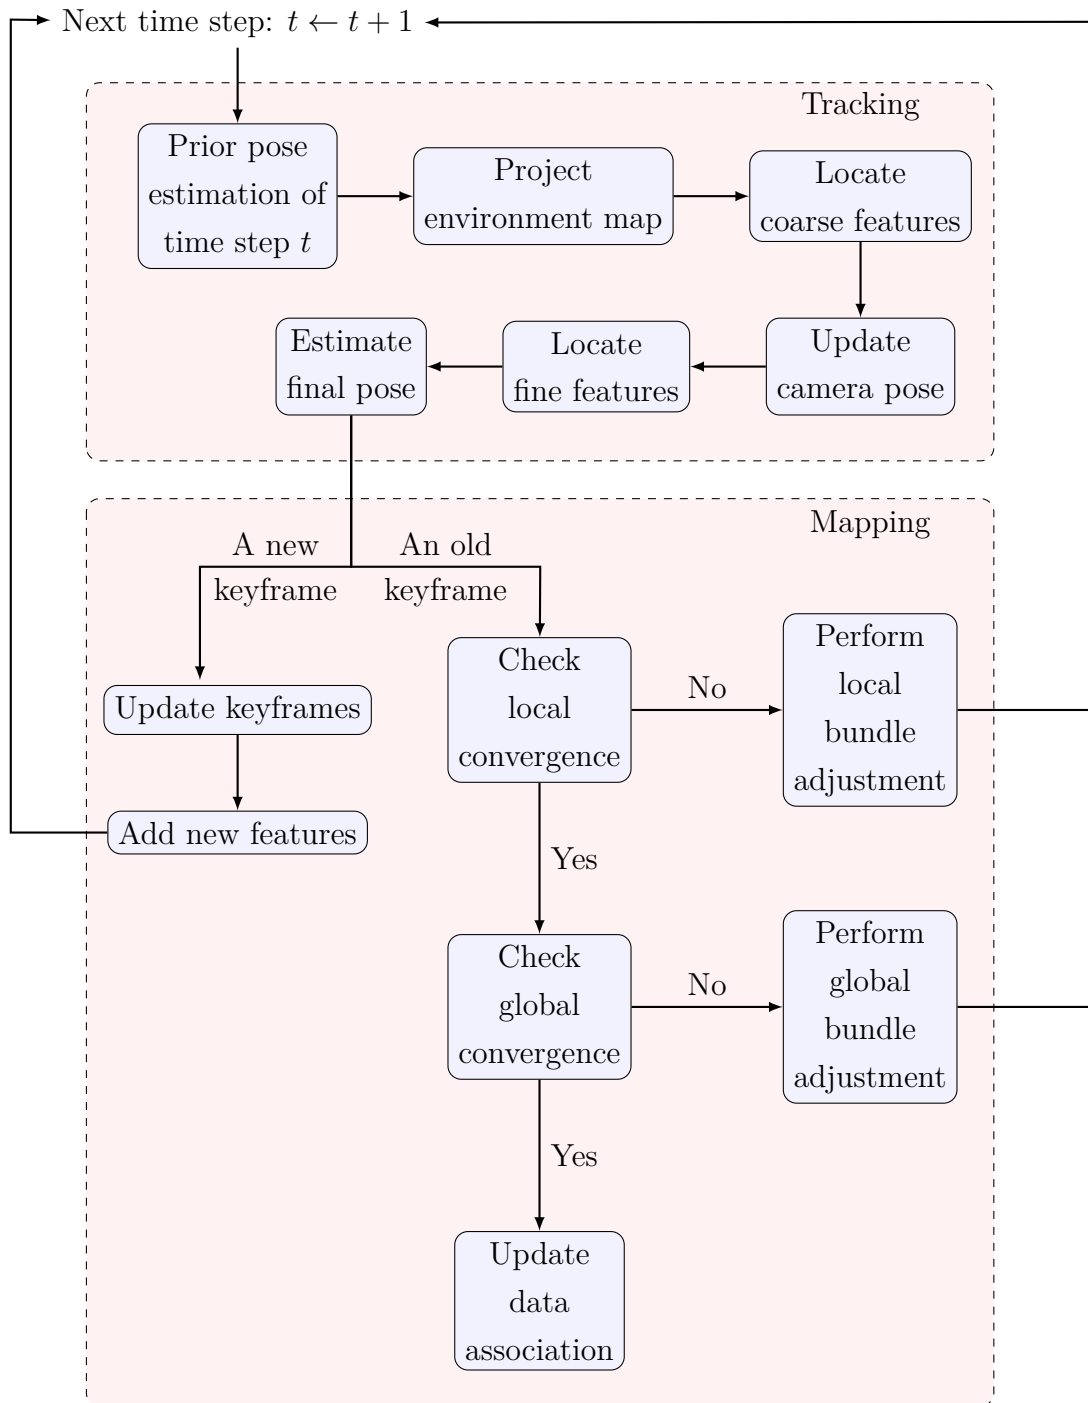 Next time step: t ← t + 1
Tracking
Prior pose
estimation of
time step t
Project
environment map
Locate
coarse features
Update
camera pose
Locate
fine features
Estimate
final pose
Mapping
A new
keyframe
An old
keyframe
Update keyframes
Add new features
Check
local
convergence
No
Perform
local
bundle
adjustment
Yes
Check
global
convergence
No
Perform
global
bundle
adjustment
Yes
Update
data
association